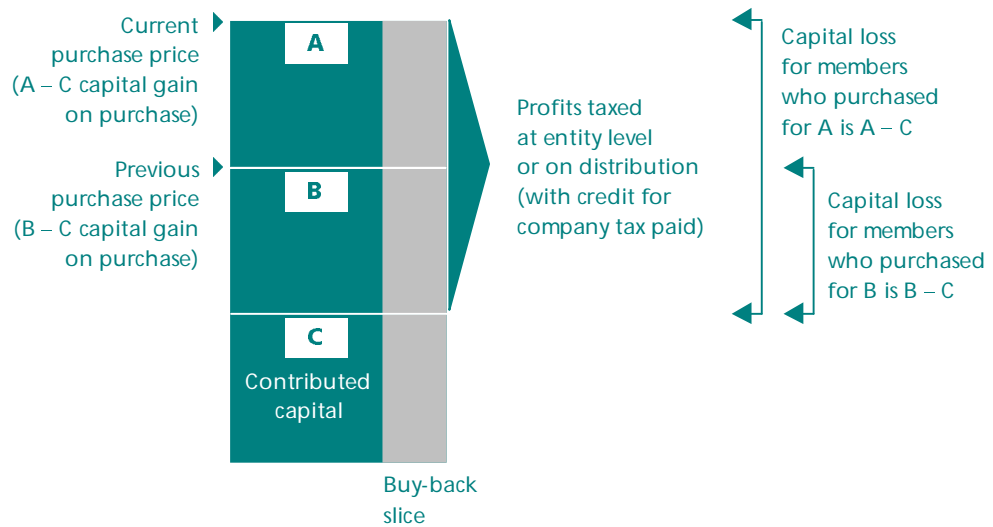 Current
purchase price
(A – C capital gain
on purchase)
A
Previous
purchase price
(B – C capital gain
on purchase)
B
C
Contributed
capital
Buy-back
slice
Profits taxed
at entity level
or on distribution
(with credit for
company tax paid)
Capital loss
for members
who purchased
for A is A – C
Capital loss
for members
who purchased
for B is B – C